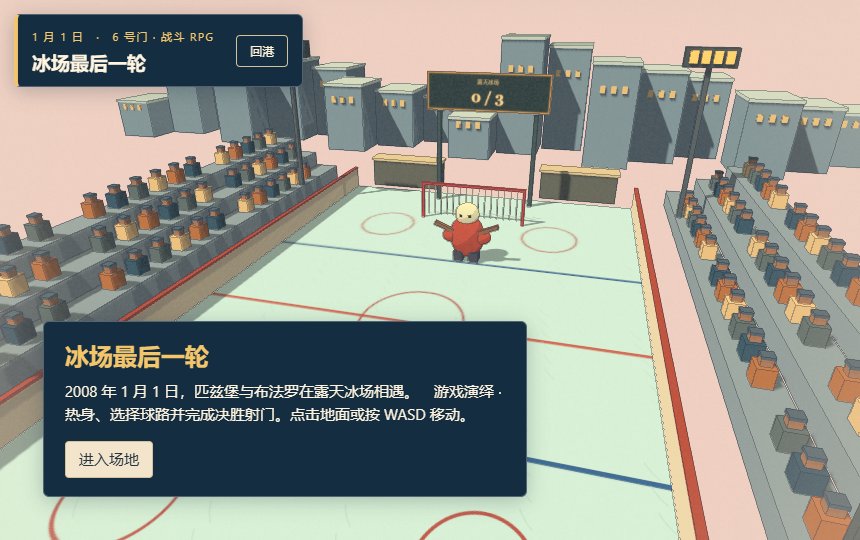 1 月 1 日 · 6 号门 · 战斗 RPG
冰场最后一轮
回港
露天冰场
0 / 3
冰场最后一轮
2008 年 1 月 1 日，匹兹堡与布法罗在露天冰场相遇。 游戏演绎 ·
热身、选择球路并完成决胜射门。点击地面或按 WASD 移动。
进入场地